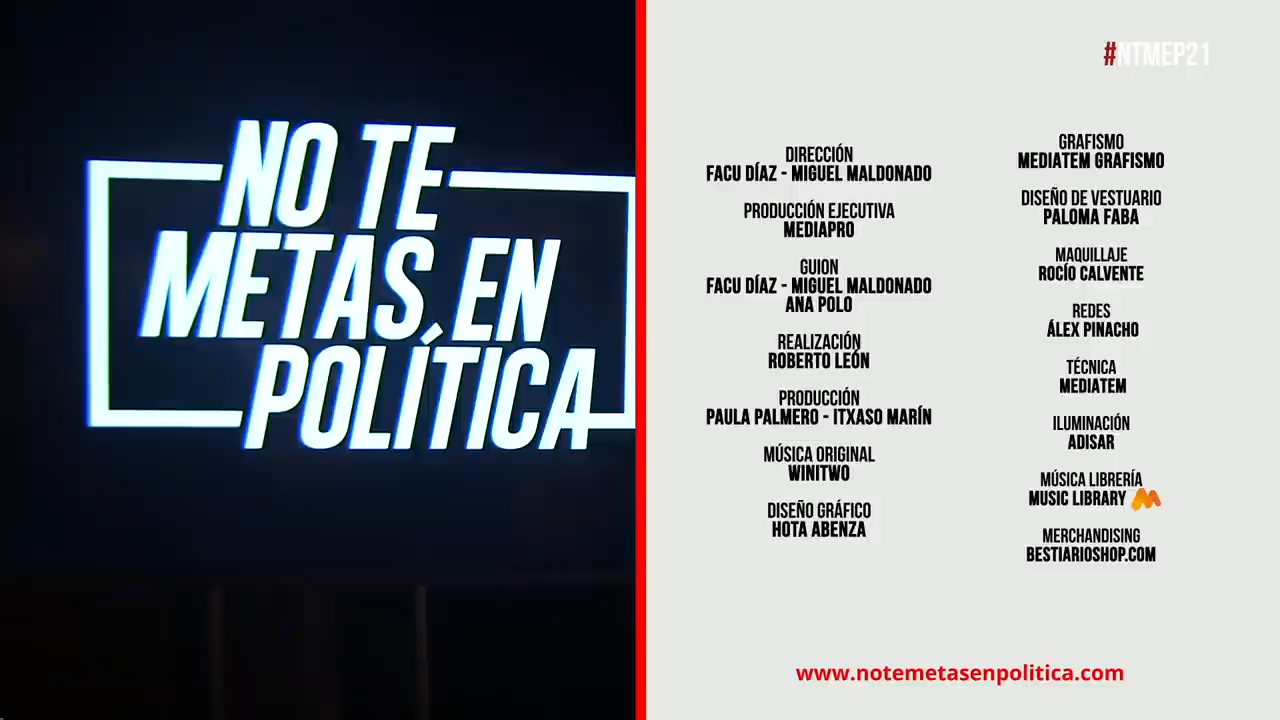 NO TE
METAS EN
POLÍTICA
#NTMEP21
DIRECCIÓN
FACU DÍAZ - MIGUEL MALDONADO
PRODUCCIÓN EJECUTIVA
MEDIAPRO
GUION
FACU DÍAZ - MIGUEL MALDONADO
ANA POLO
REALIZACIÓN
ROBERTO LEÓN
PRODUCCIÓN
PAULA PALMERO - ITXASO MARÍN
MÚSICA ORIGINAL
WINITWO
DISEÑO GRÁFICO
HOTA ABENZA
GRAFISMO
MEDIATEM GRAFISMO
DISEÑO DE VESTUARIO
PALOMA FABA
MAQUILLAJE
ROCÍO CALVENTE
REDES
ÁLEX PINACHO
TÉCNICA
MEDIATEM
ILUMINACIÓN
ADISAR
MÚSICA LIBRERÍA
MUSIC LIBRARY
MERCHANDISING
BESTIARIOSHOP.COM
www.notemetasenpolitica.com